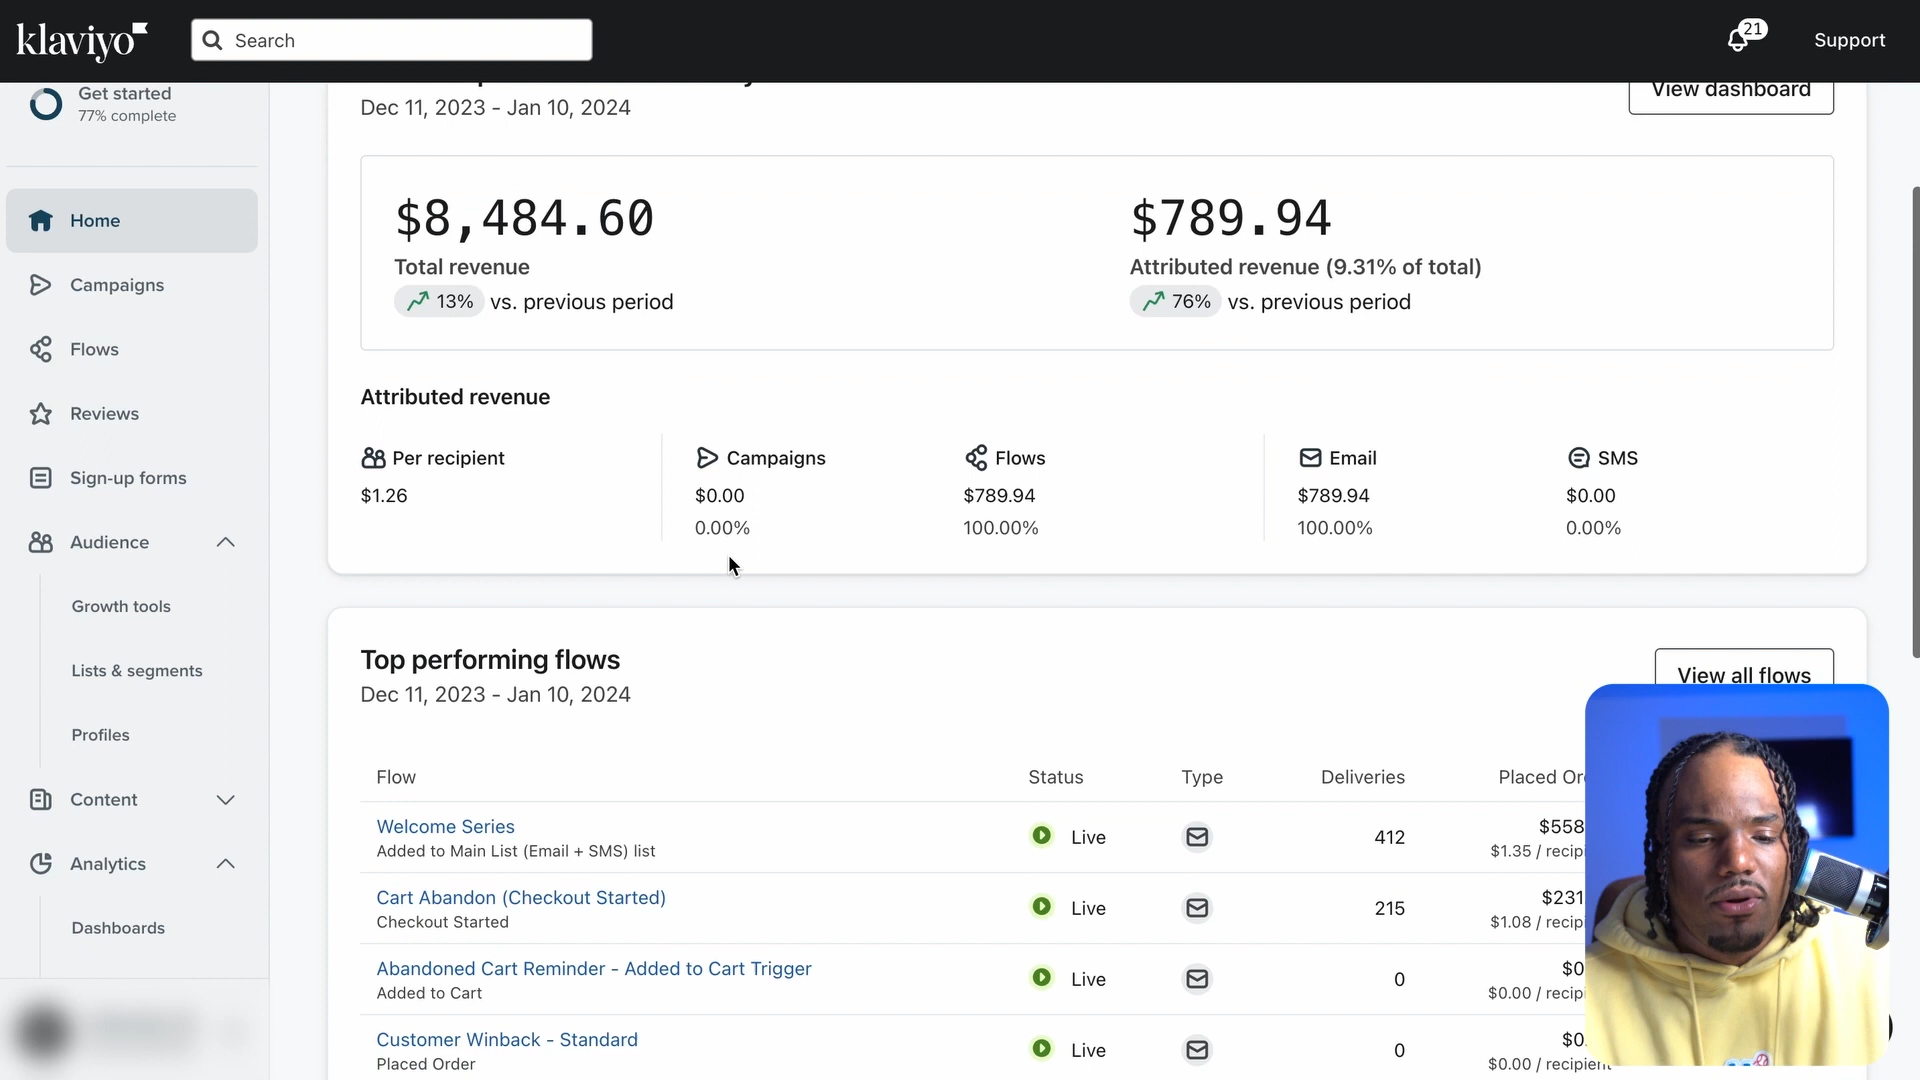 klaviyo
Search
21
Support
Get started
77% complete
Home
Campaigns
Flows
Reviews
Sign-up forms
Audience
Growth tools
Lists & segments
Profiles
Content
Analytics
Dashboards
Dec 11, 2023 - Jan 10, 2024
View dashboard
$8,484.60
Total revenue
13% vs. previous period
$789.94
Attributed revenue (9.31% of total)
76% vs. previous period
Attributed revenue
Per recipient
$1.26
Campaigns
$0.00
0.00%
Flows
$789.94
100.00%
Email
$789.94
100.00%
SMS
$0.00
0.00%
Top performing flows
Dec 11, 2023 - Jan 10, 2024
View all flows
Flow Status Type Deliveries Placed
Welcome Series
Added to Main List (Email + SMS) list
Live
412
$558
$1.35 /
Cart Abandon (Checkout Started)
Checkout Started
Live
215
$231
$1.08 /
Abandoned Cart Reminder - Added to Cart Trigger
Added to Cart
Live
0
$0
$0.00 /
Customer Winback - Standard
Placed Order
Live
0
$0
$0.00 / recipient